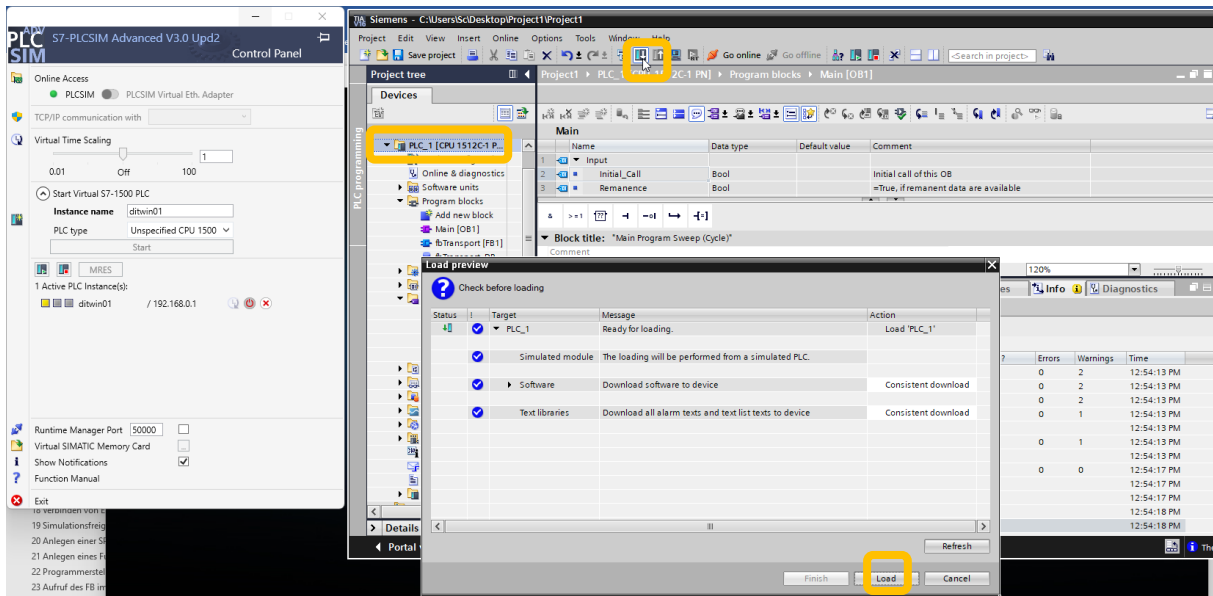 PLC
SIM
ADV
S7-PLCSIM Advanced V3.0 Upd2
Control Panel
Online Access
PLCSIM PLCSIM Virtual Eth. Adapter
TCP/IP communication with
Virtual Time Scaling
1
0.01 Off 100
Start Virtual S7-1500 PLC
Instance name ditwin01
PLC type Unspecified CPU 1500
Start
MRES
1 Active PLC Instance(s):
ditwin01 / 192.168.0.1
Runtime Manager Port 50000
Virtual SIMATIC Memory Card ...
Show Notifications
Function Manual
Exit
19 Simulationsfreig
20 Anlegen einer
21 Anlegen eines
22 Programmerstel
23 Aufruf des FB im
Siemens - C:\Users\Sc\Desktop\Project1\Project1
Project Edit View Insert Online Options Tools Window Help
Save project Go online Go offline <Search in project>
Project tree
Project1 PLC_1 [CPU 1512C-1 PN] Program blocks Main [OB1]
Devices
PLC programming
PLC_1 [CPU 1512C-1 P...
Online & diagnostics
Software units
Program blocks
Add new block
Main [OB1]
fbTransport [FB1]
Main
Name Data type Default value Comment
1 Input
2 Initial_Call Bool Initial call of this OB
3 Remanence Bool =True, if remanent data are available
& >=1 ??
Block title: "Main Program Sweep (Cycle)"
Comment
120%
Info Diagnostics
? Errors Warnings Time
0 2 12:54:13 PM
0 2 12:54:13 PM
0 2 12:54:13 PM
0 1 12:54:13 PM
12:54:13 PM
0 1 12:54:13 PM
12:54:13 PM
0 0 12:54:17 PM
12:54:17 PM
12:54:17 PM
12:54:18 PM
12:54:18 PM
Details
Portal
Load preview
Check before loading
Status ! Target Message Action
PLC_1 Ready for loading. Load 'PLC_1'
Simulated module The loading will be performed from a simulated PLC.
Software Download software to device Consistent download
Text libraries Download all alarm texts and text list texts to device Consistent download
Refresh
Finish Load Cancel